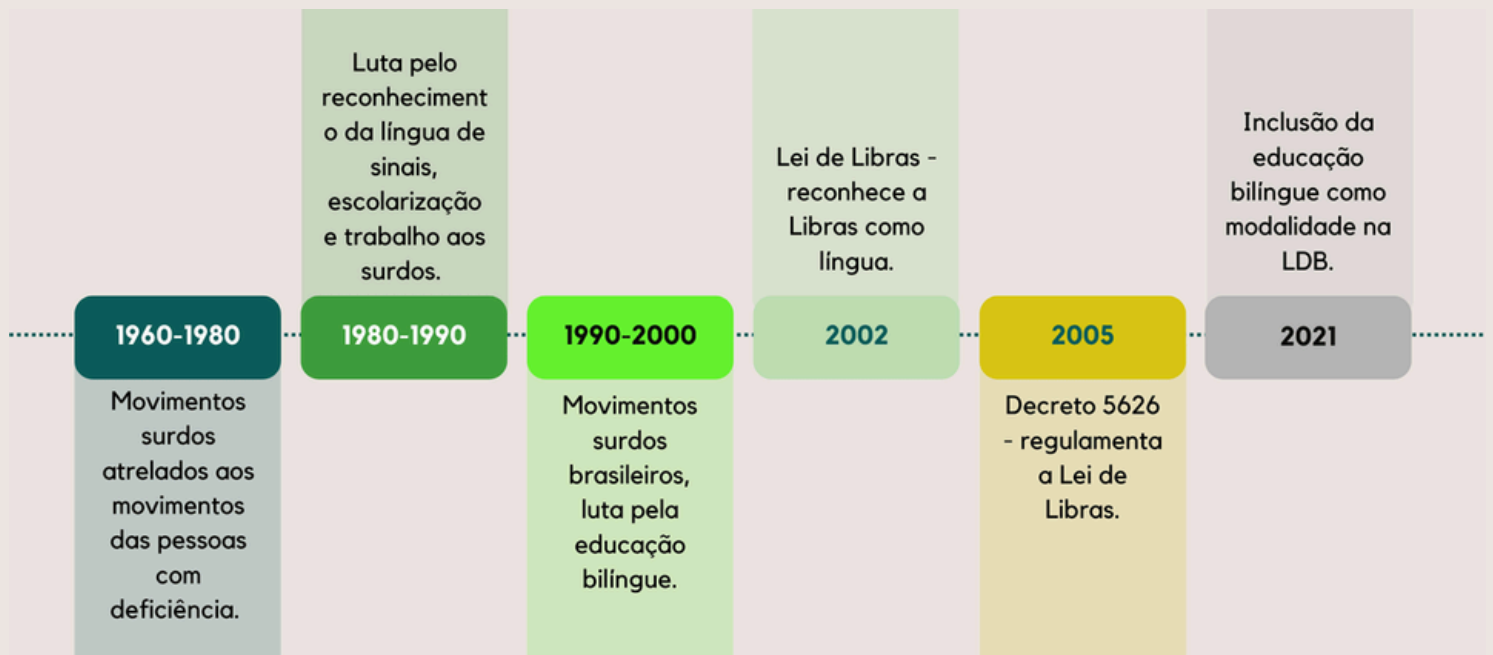 1960-1980
Movimentos
surdos
atrelados aos
movimentos
das pessoas
com
deficiência.
Luta pelo
reconheciment
o da língua de
sinais,
escolarização
e trabalho aos
surdos.
1980-1990
1990-2000
Movimentos
surdos
brasileiros,
luta pela
educação
bilíngue.
Lei de Libras -
reconhece a
Libras como
língua.
2002
2005
Decreto 5626
- regulamenta
a Lei de
Libras.
Inclusão da
educação
bilíngue como
modalidade na
LDB.
2021